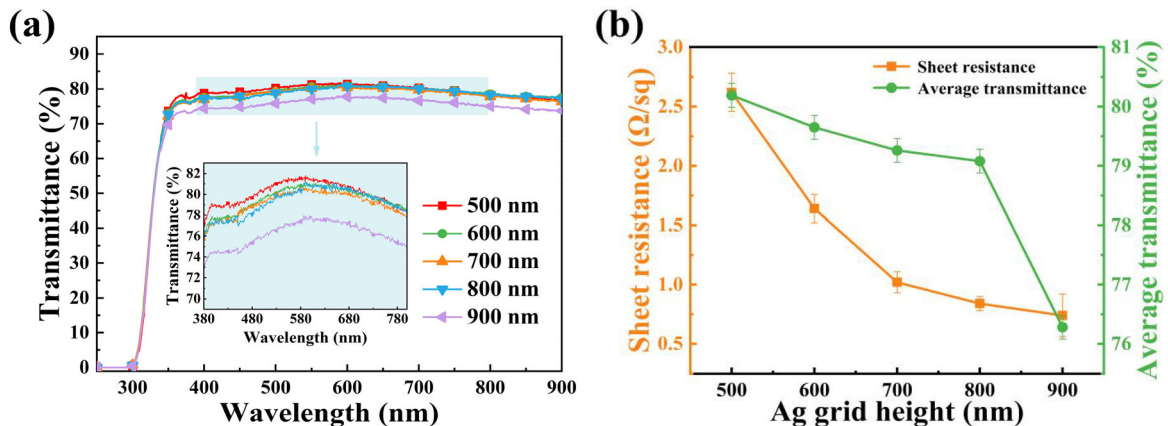 (a)
Transmittance (%)
90
80
70
60
50
40
30
20
10
0
300 400 500 600 700 800 900
Wavelength (nm)
500 nm
600 nm
700 nm
800 nm
900 nm
Transmittance (%)
82
80
78
76
74
72
70
380 480 580 680 780
Wavelength (nm)
(b)
Sheet resistance (Ω/sq)
3.0
2.5
2.0
1.5
1.0
0.5
Sheet resistance
Average transmittance
81
80
79
78
77
76
Average transmittance (%)
500 600 700 800 900
Ag grid height (nm)